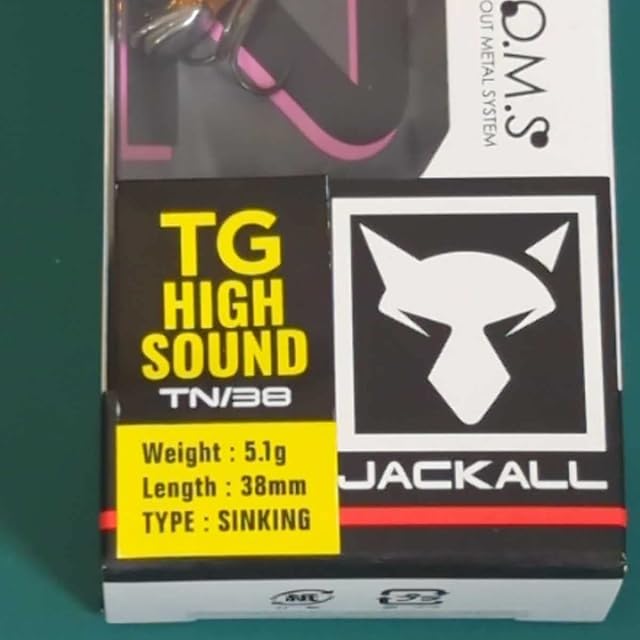 O.M.S
OUT METAL SYSTEM
TG
HIGH
SOUND
TN/38
Weight : 5.1g
Length : 38mm
TYPE : SINKING
JACKALL